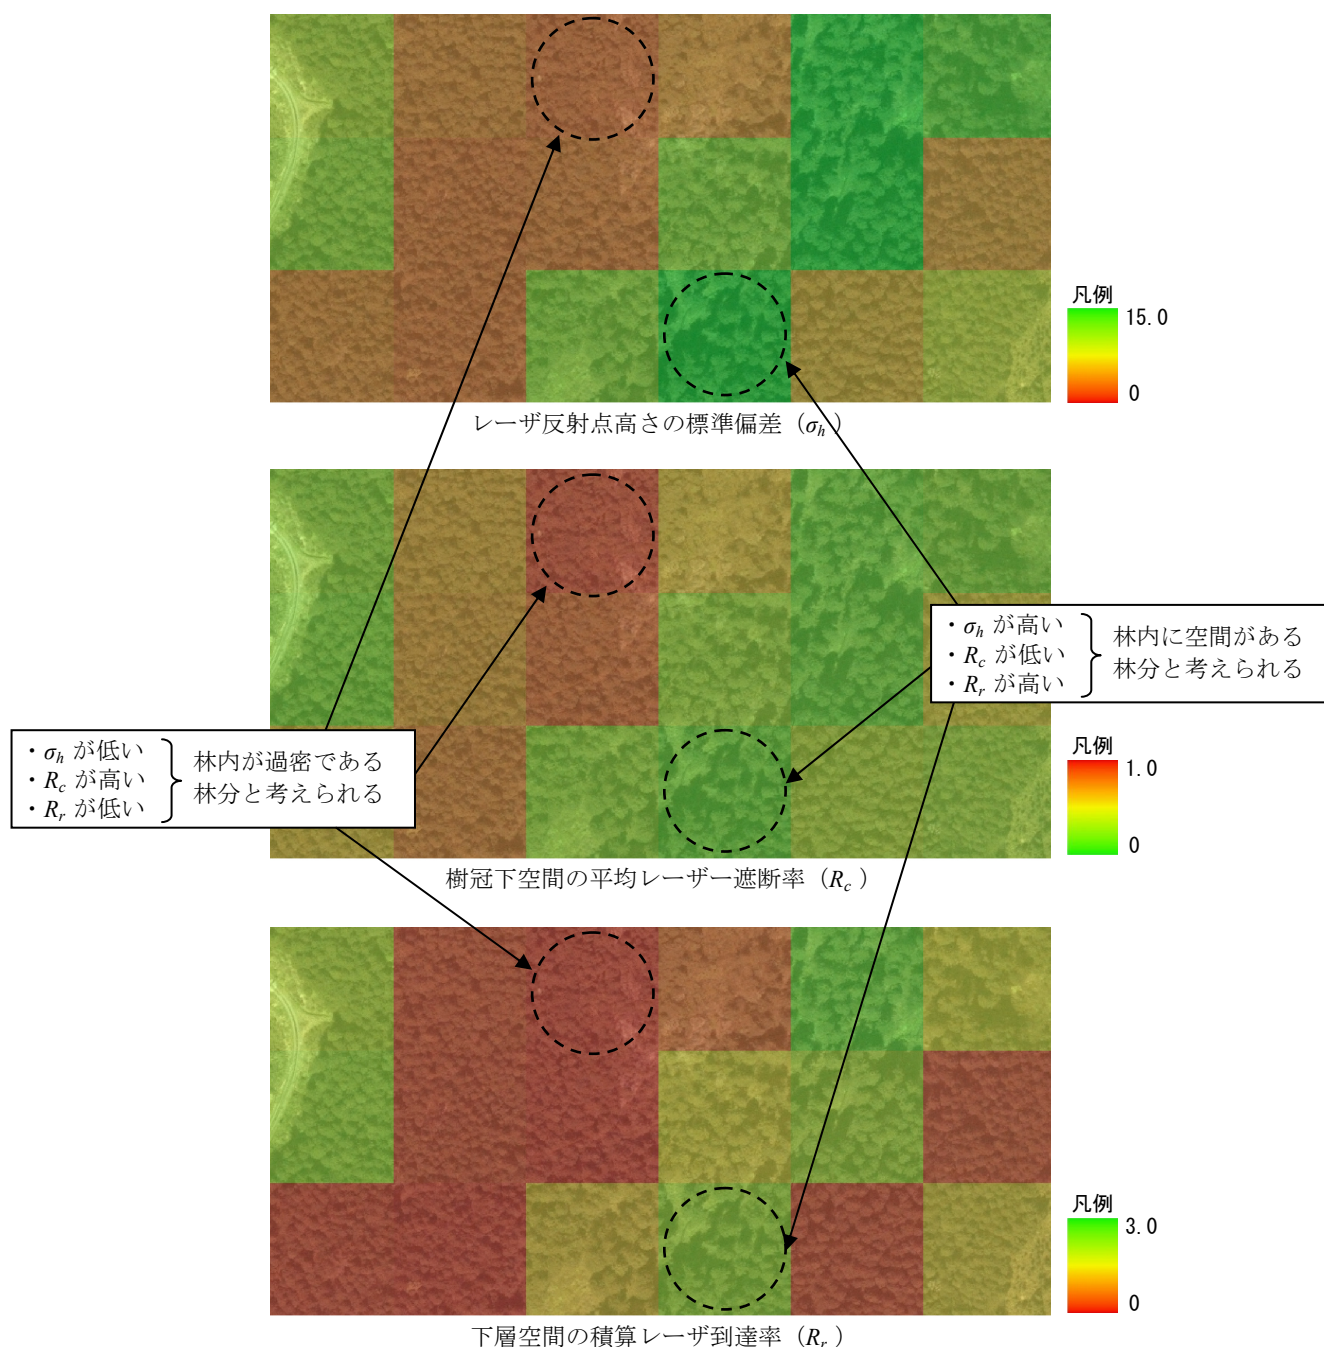 凡例
15.0
0
レーザ反射点高さの標準偏差（σh）
・σh が高い
・Rc が低い
・Rr が高い
林内に空間がある
林分と考えられる
・σh が低い
・Rc が高い
・Rr が低い
林内が過密である
林分と考えられる
凡例
1.0
0
樹冠下空間の平均レーザー遮断率（Rc ）
凡例
3.0
0
下層空間の積算レーザ到達率（Rr ）